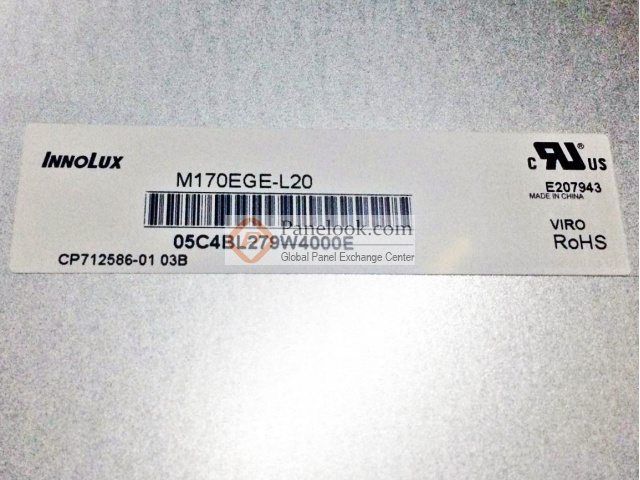 INNOLUX
M170EGE-L20
05C4BL279W4000E
CP712586-01 03B
Panelook.com
Global Panel Exchange Center
c RU® US
E207943
MADE IN CHINA
VIRO
RoHS